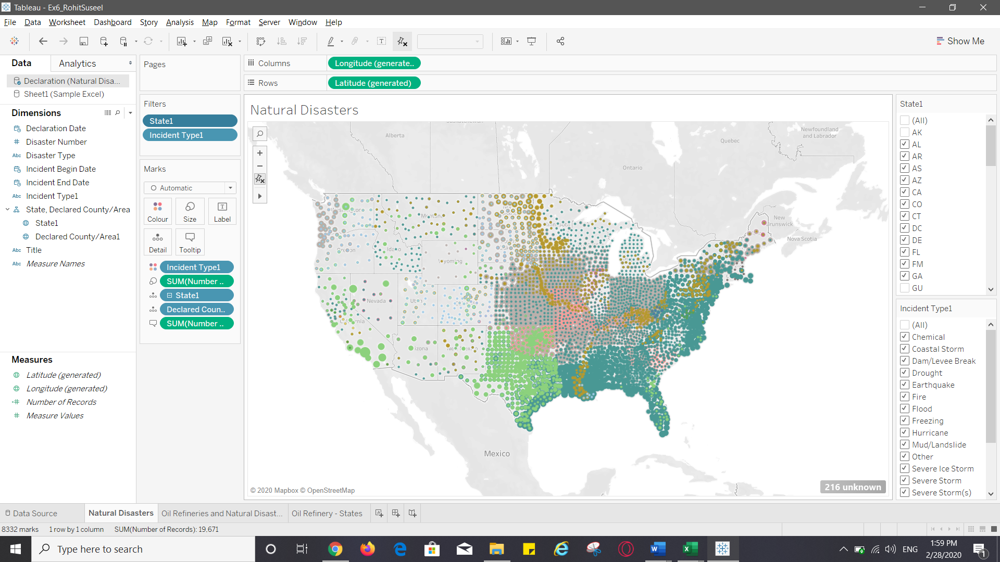 Tableau - Ex6_RohitSuseel
File Data Worksheet Dashboard Story Analysis Map Format Server Window Help
Show Me
Data Analytics
Declaration (Natural Disa...
Sheet1 (Sample Excel)
Dimensions
Declaration Date
# Disaster Number
Abc Disaster Type
Incident Begin Date
Incident End Date
Abc Incident Type1
State, Declared County/Area
State1
Declared County/Area1
Abc Title
Abc Measure Names
Measures
Latitude (generated)
Longitude (generated)
=# Number of Records
# Measure Values
Pages
Filters
State1
Incident Type1
Marks
Automatic
Colour Size Label
Detail Tooltip
Incident Type1
SUM(Number ..
State1
Declared Coun..
SUM(Number ..
Columns Longitude (generate..
Rows Latitude (generated)
Natural Disasters
Alberta
Quebec
Newfoundland
and Labrador
Ontario
New
Brunswick
Nova Scotia
Wyoming
Nevada
Mexico
© 2020 Mapbox © OpenStreetMap
216 unknown
State1
(All)
AK
AL
AR
AS
AZ
CA
CO
CT
DC
DE
FL
FM
GA
GU
Incident Type1
(All)
Chemical
Coastal Storm
Dam/Levee Break
Drought
Earthquake
Fire
Flood
Freezing
Hurricane
Mud/Landslide
Other
Severe Ice Storm
Severe Storm
Severe Storm(s)
Data Source Natural Disasters Oil Refineries and Natural Disast... Oil Refinery - States
8332 marks 1 row by 1 column SUM(Number of Records): 19,671
Type here to search
ENG
1:59 PM
2/28/2020
1